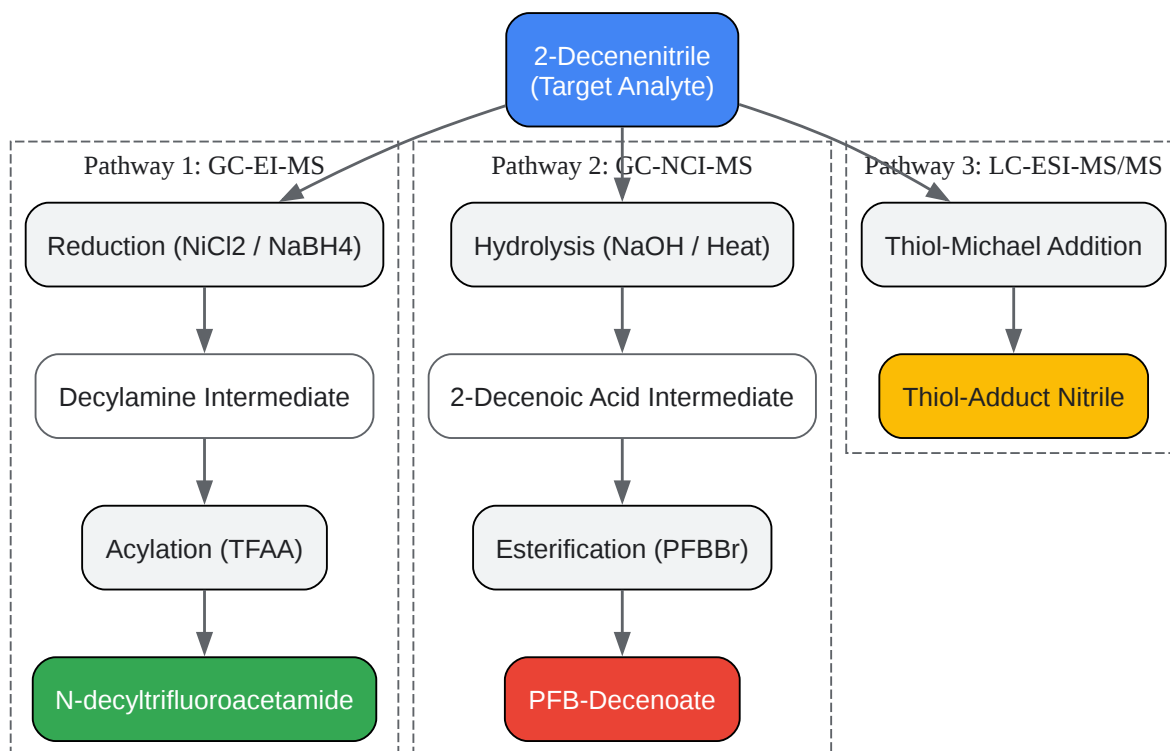 2-Decenenitrile
(Target Analyte)
Pathway 1: GC-EI-MS
Reduction (NiCl2 / NaBH4)
Decylamine Intermediate
Acylation (TFAA)
N-decyltrifluoroacetamide
Pathway 2: GC-NCI-MS
Hydrolysis (NaOH / Heat)
2-Decenoic Acid Intermediate
Esterification (PFBBr)
PFB-Decenoate
Pathway 3: LC-ESI-MS/MS
Thiol-Michael Addition
Thiol-Adduct Nitrile